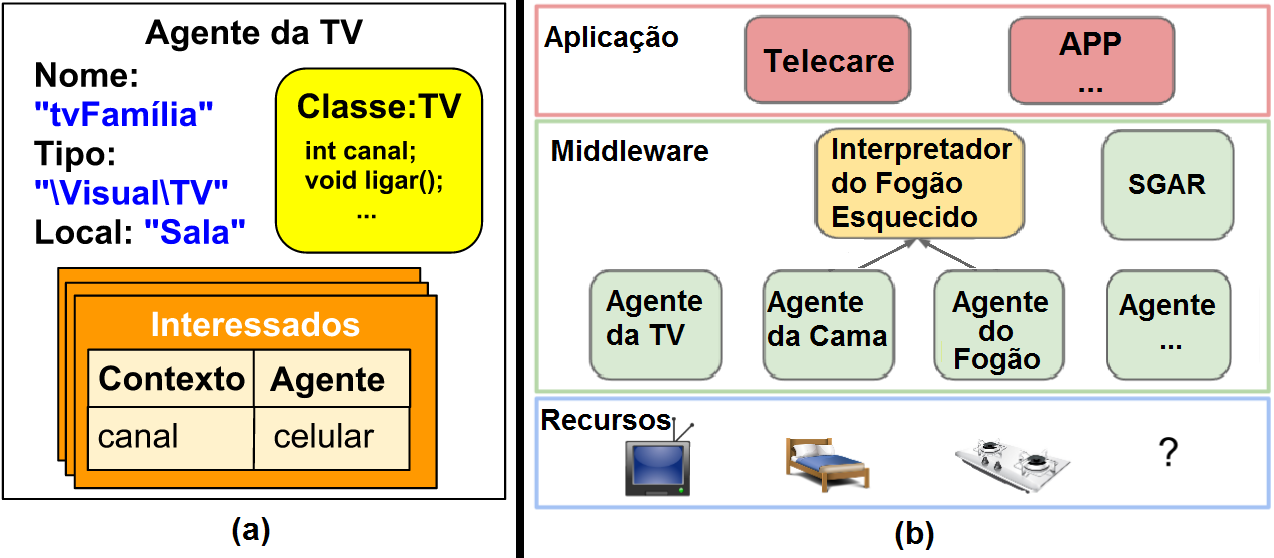 Agente da TV
Nome:
"tvFamília"
Tipo:
"\Visual\TV"
Local: "Sala"
Classe:TV
int canal;
void ligar();
...
Interessados
Contexto Agente
canal celular
(a)
Aplicação
Telecare
APP
...
Middleware
Interpretador
do Fogão
Esquecido
SGAR
Agente
da TV
Agente
da Cama
Agente
do
Fogão
Agente
...
Recursos
?
(b)